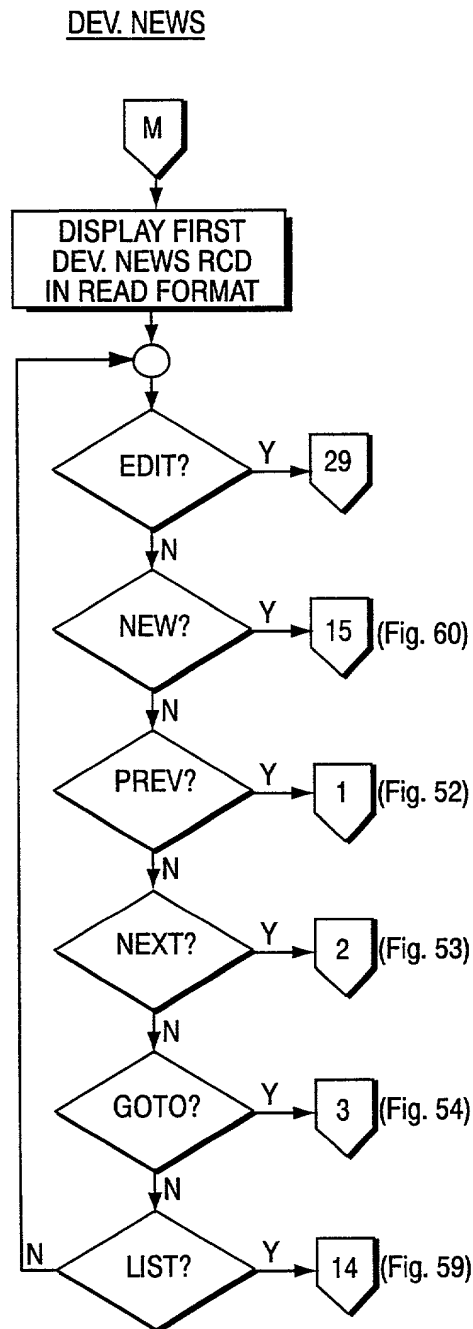 DEV. NEWS
M
DISPLAY FIRST
DEV. NEWS RCD
IN READ FORMAT
EDIT? Y 29
N
NEW? Y 15 (Fig. 60)
N
PREV? Y 1 (Fig. 52)
N
NEXT? Y 2 (Fig. 53)
N
GOTO? Y 3 (Fig. 54)
N
N LIST? Y 14 (Fig. 59)